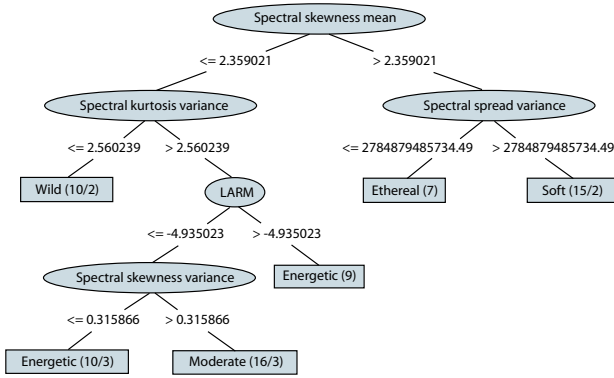 Spectral skewness mean
<= 2.359021
> 2.359021
Spectral kurtosis variance
Spectral spread variance
<= 2.560239
> 2.560239
<= 2784879485734.49
> 2784879485734.49
Wild (10/2)
LARM
Ethereal (7)
Soft (15/2)
<= -4.935023
> -4.935023
Spectral skewness variance
Energetic (9)
<= 0.315866
> 0.315866
Energetic (10/3)
Moderate (16/3)